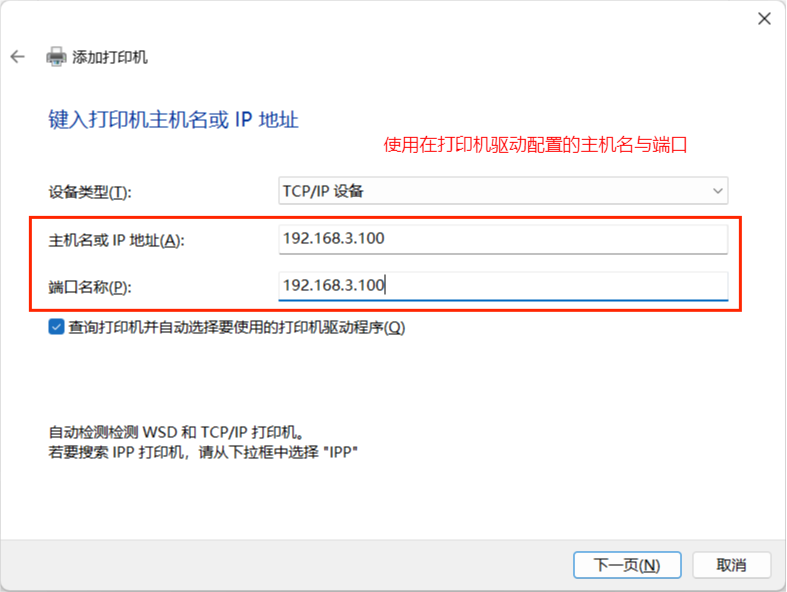 添加打印机
键入打印机主机名或 IP 地址
使用在打印机驱动配置的主机名与端口
设备类型(T): TCP/IP 设备
主机名或 IP 地址(A): 192.168.3.100
端口名称(P): 192.168.3.100
查询打印机并自动选择要使用的打印机驱动程序(Q)
自动检测检测 WSD 和 TCP/IP 打印机。
若要搜索 IPP 打印机，请从下拉框中选择 "IPP"
下一页(N) 取消